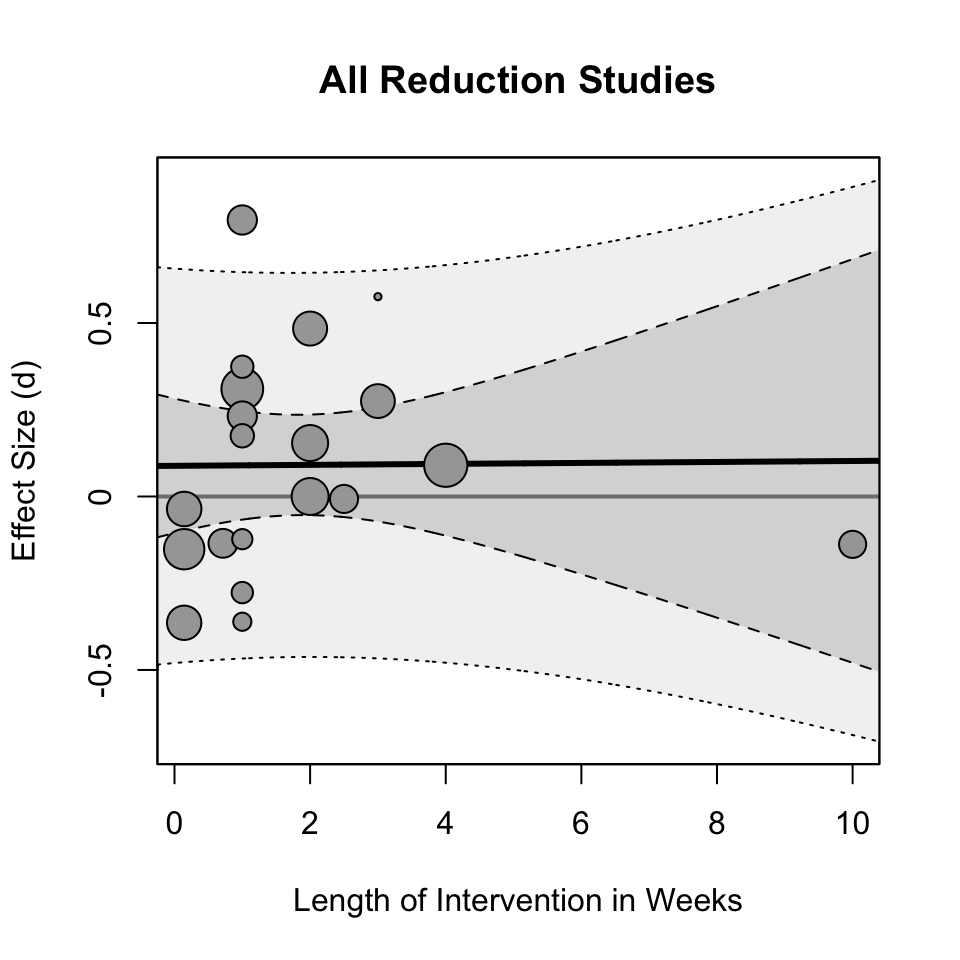 All Reduction Studies
Effect Size (d)
0.5
0
-0.5
0 2 4 6 8 10
Length of Intervention in Weeks